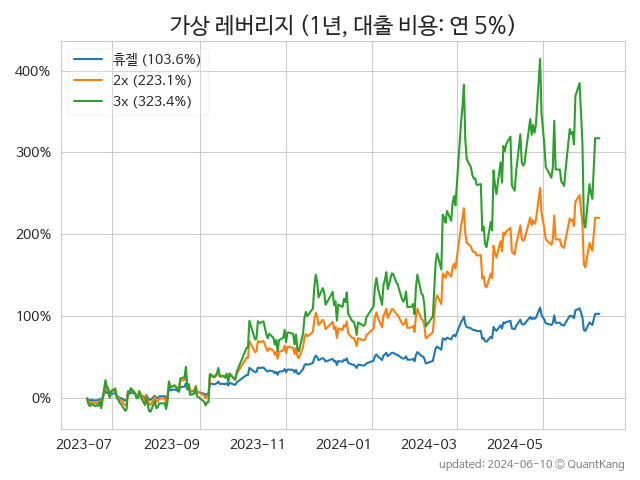 가상 레버리지 (1년, 대출 비용: 연 5%)
휴젤 (103.6%)
2x (223.1%)
3x (323.4%)
400%
300%
200%
100%
0%
2023-07 2023-09 2023-11 2024-01 2024-03 2024-05
updated: 2024-06-10 © QuantKang